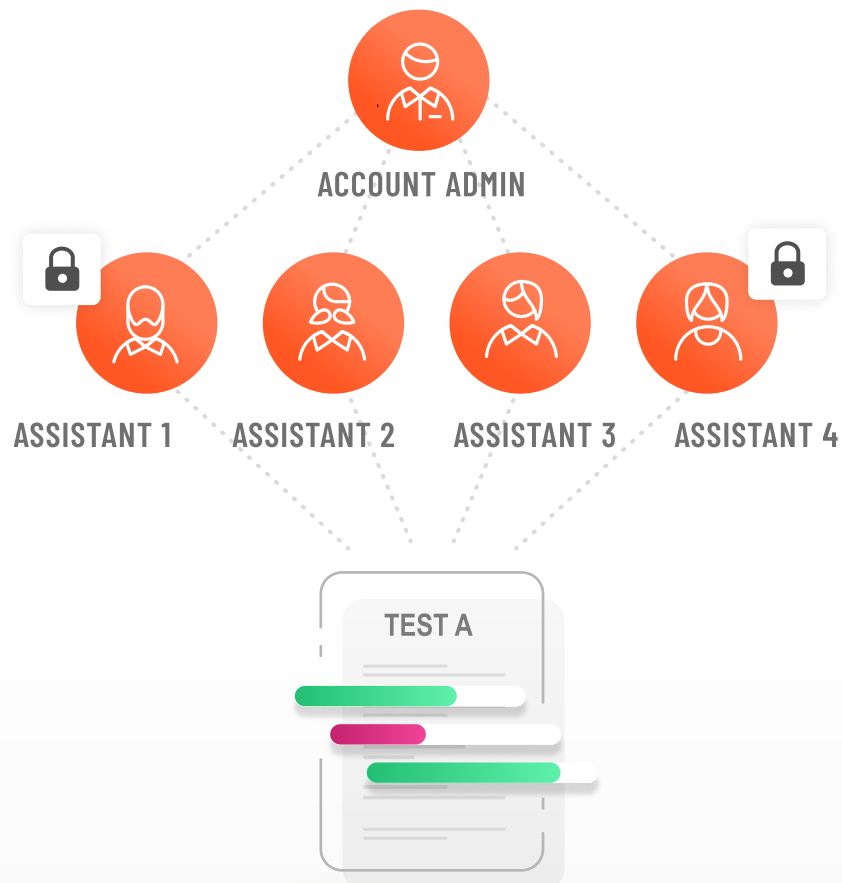 ACCOUNT ADMIN
ASSISTANT 1
ASSISTANT 2
ASSISTANT 3
ASSISTANT 4
TEST A